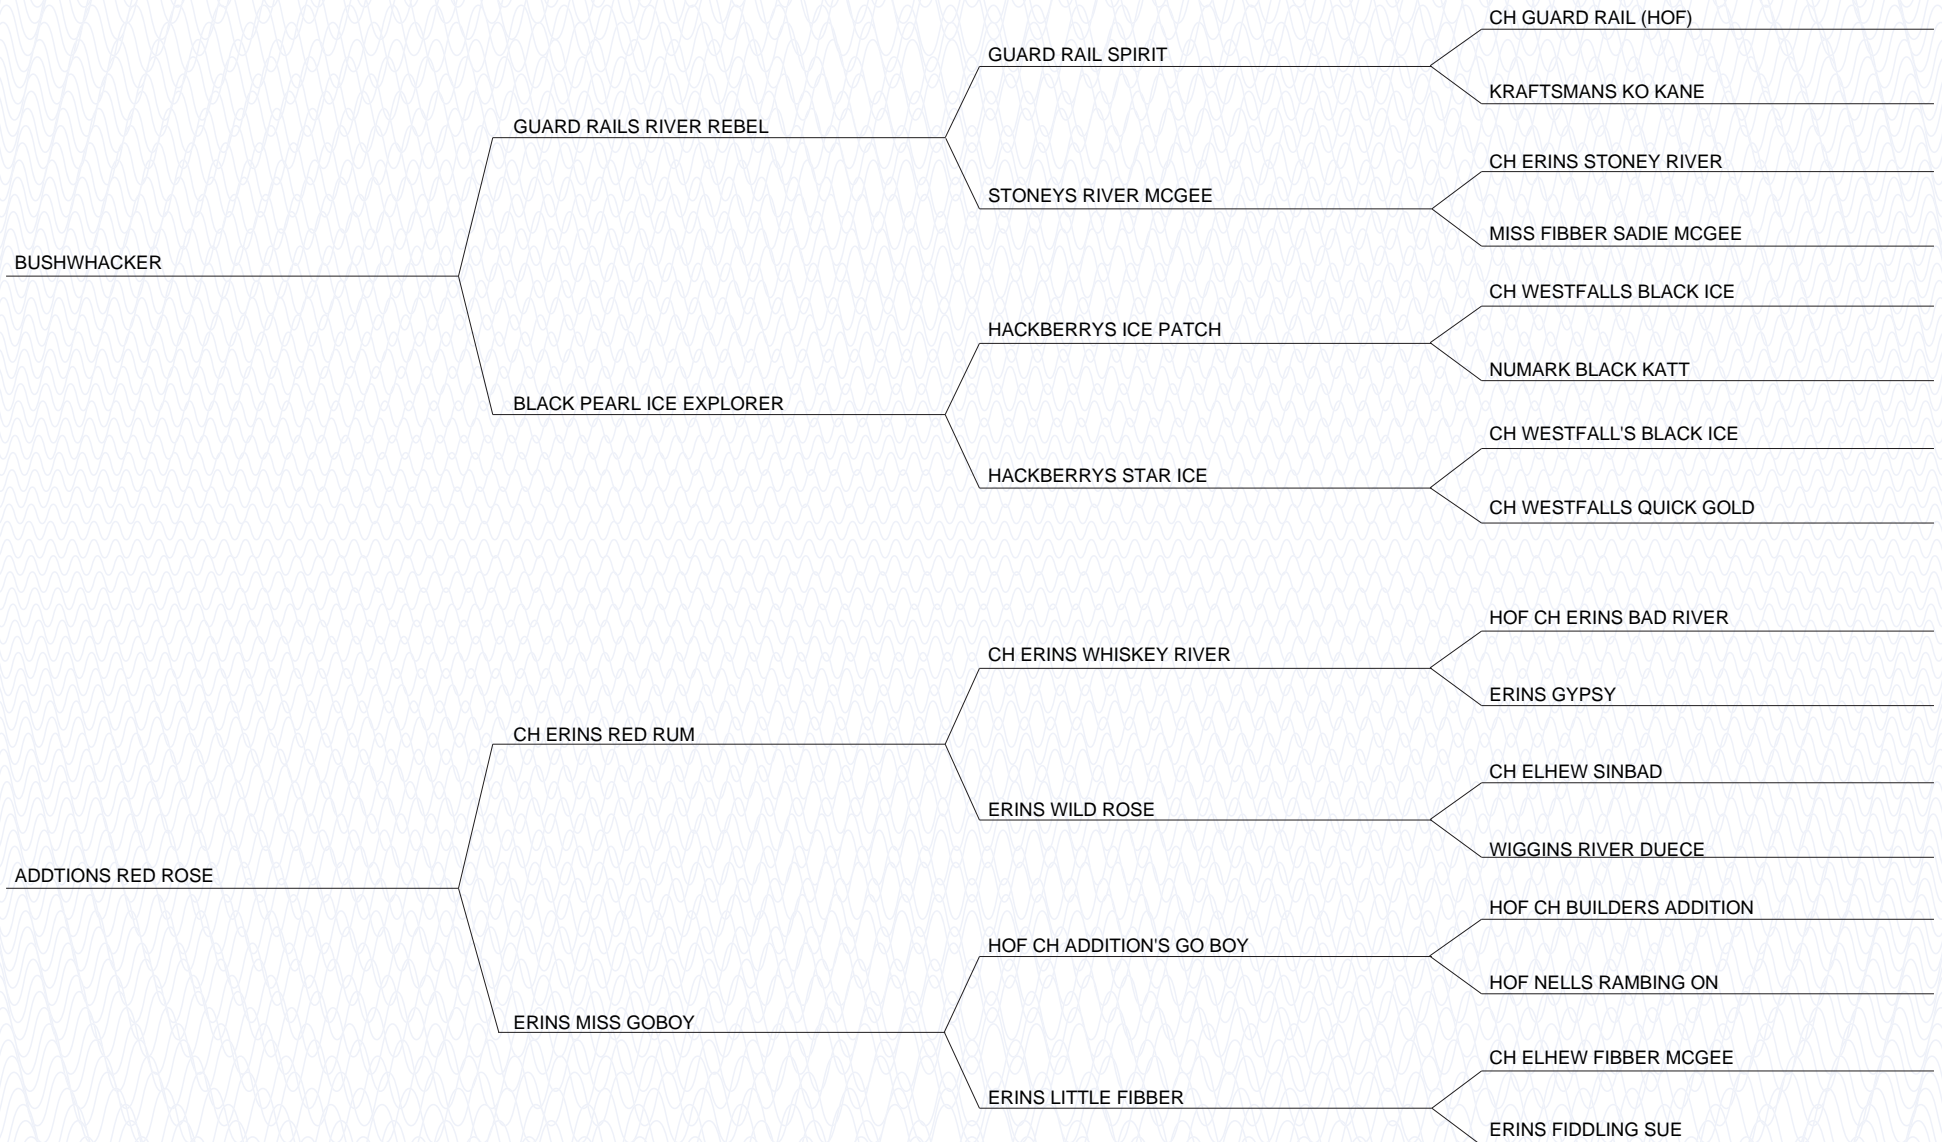 CH GUARD RAIL (HOF)
GUARD RAIL SPIRIT
KRAFTSMANS KO KANE
GUARD RAILS RIVER REBEL
CH ERINS STONEY RIVER
STONEYS RIVER MCGEE
MISS FIBBER SADIE MCGEE
BUSHWHACKER
CH WESTFALLS BLACK ICE
HACKBERRYS ICE PATCH
NUMARK BLACK KATT
BLACK PEARL ICE EXPLORER
CH WESTFALL'S BLACK ICE
HACKBERRYS STAR ICE
CH WESTFALLS QUICK GOLD
HOF CH ERINS BAD RIVER
CH ERINS WHISKEY RIVER
ERINS GYPSY
CH ERINS RED RUM
CH ELHEW SINBAD
ERINS WILD ROSE
WIGGINS RIVER DUECE
ADDTIONS RED ROSE
HOF CH BUILDERS ADDITION
HOF CH ADDITION'S GO BOY
HOF NELLS RAMBING ON
ERINS MISS GOBOY
CH ELHEW FIBBER MCGEE
ERINS LITTLE FIBBER
ERINS FIDDLING SUE